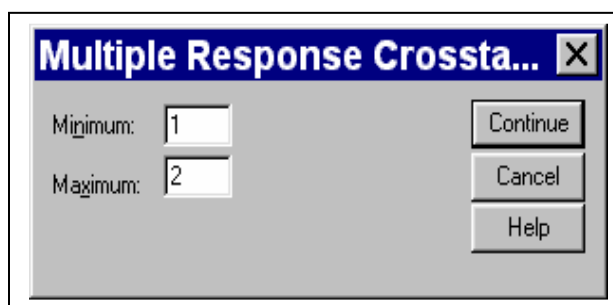 Multiple Response Crossta...
Minimum: 1
Continue
Maximum: 2
Cancel
Help